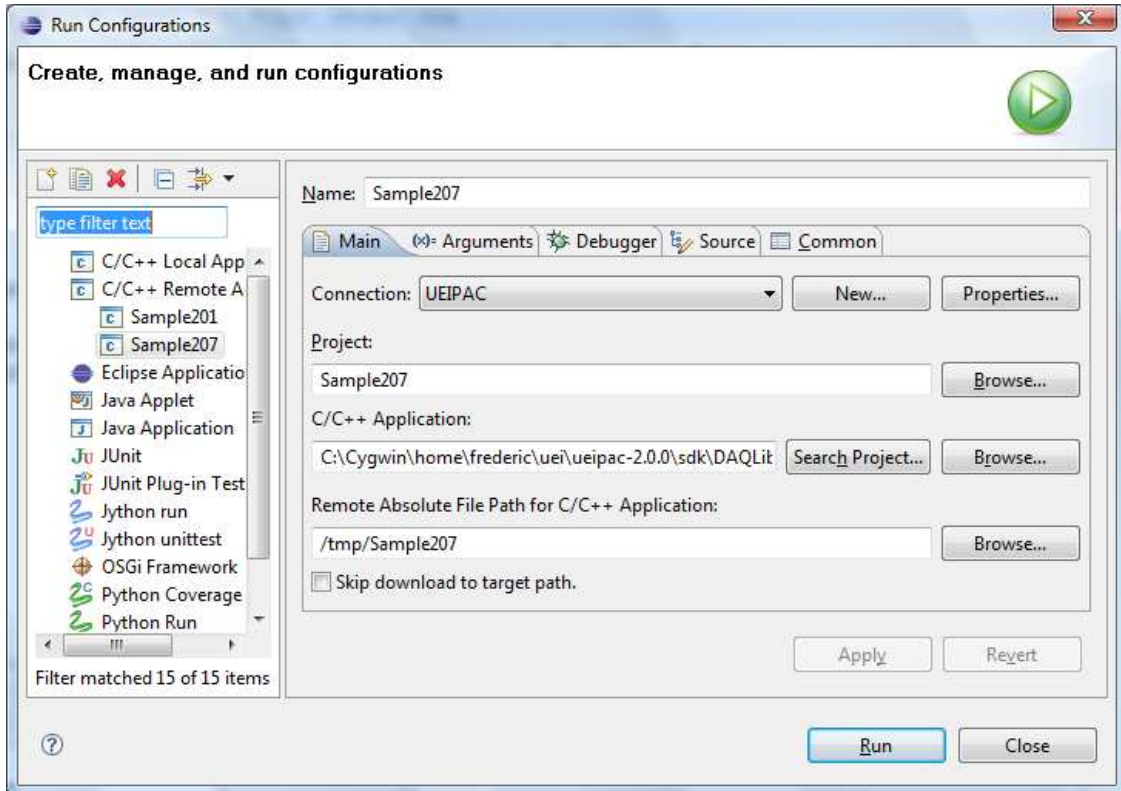 Run Configurations
Create, manage, and run configurations
type filter text
C/C++ Local App
C/C++ Remote A
Sample201
Sample207
Eclipse Applicatio
Java Applet
Java Application
JUnit
JUnit Plug-in Test
Jython run
Jython unittest
OSGi Framework
Python Coverage
Python Run
Filter matched 15 of 15 items
Name: Sample207
Main (x)= Arguments Debugger Source Common
Connection: UEIPAC New... Properties...
Project:
Sample207 Browse...
C/C++ Application:
C:\Cygwin\home\frederic\uei\ueipac-2.0.0\sdk\DAQLit Search Project... Browse...
Remote Absolute File Path for C/C++ Application:
/tmp/Sample207 Browse...
Skip download to target path.
Apply Revert
Run Close